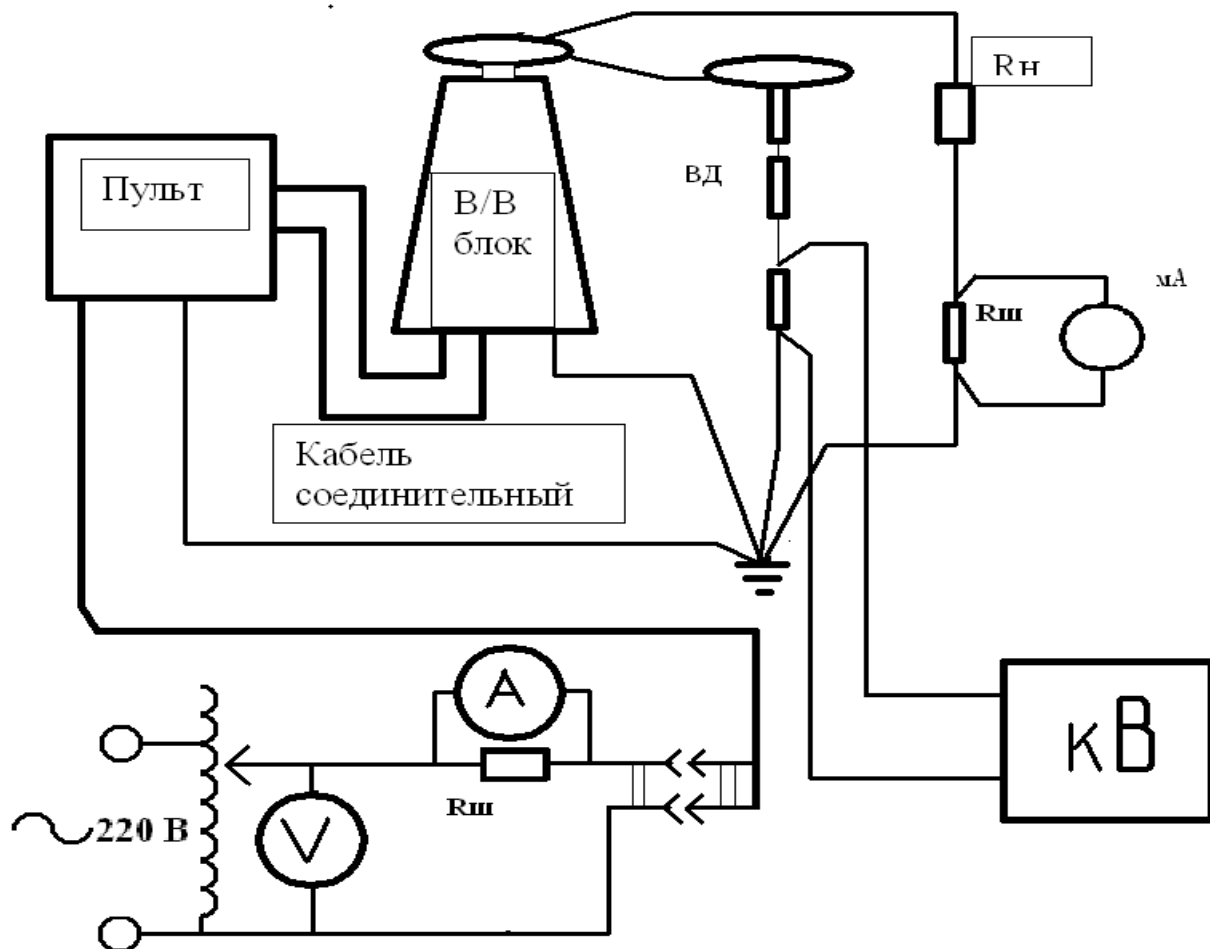 Rн
Пульт
ВД
В/В
блок
мА
Rш
Кабель
соединительный
А
кВ
Rш
220 В
V